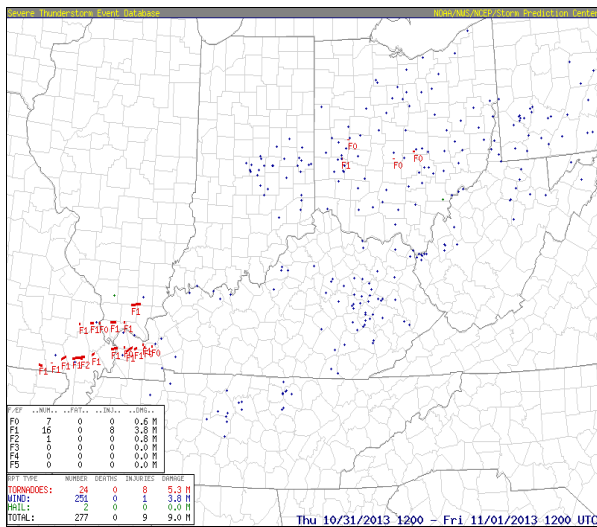 Severe Thunderstorm Event Database NOAA/NWS/NCEP/Storm Prediction Center
F0
F1
F0
F0
F1
F1
F1
F0
F1
F1
F1
F1
F1
F0
F1
F1
F1
F1
F2
F1
F/EF ..NUM.. ..FAT.. ..INJ.. ..DMG..
F0 7 0 0 0.6 M
F1 16 0 8 3.8 M
F2 1 0 0 0.8 M
F3 0 0 0 0.0 M
F4 0 0 0 0.0 M
F5 0 0 0 0.0 M
RPT TYPE NUMBER DEATHS INJURIES DAMAGE
TORNADOES: 24 0 8 5.3 M
WIND: 251 0 1 3.8 M
HAIL: 2 0 0 0.0 M
TOTAL: 277 0 9 9.0 M
Thu 10/31/2013 1200 - Fri 11/01/2013 1200 UTC